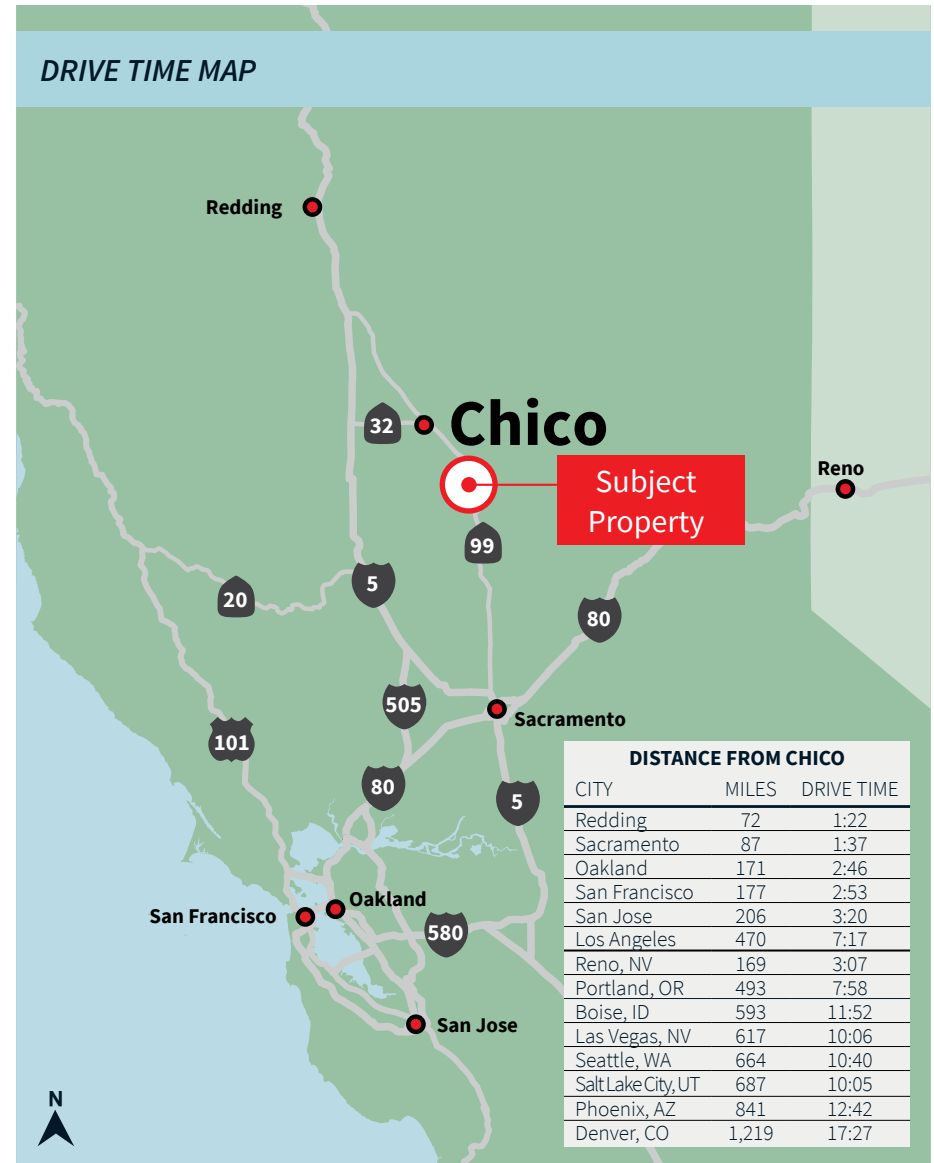 DRIVE TIME MAP
Redding
32
Chico
Subject
Property
Reno
99
5
20
80
505
Sacramento
101
80
5
Oakland
San Francisco
580
San Jose
N
DISTANCE FROM CHICO
CITY MILES DRIVE TIME
Redding 72 1:22
Sacramento 87 1:37
Oakland 171 2:46
San Francisco 177 2:53
San Jose 206 3:20
Los Angeles 470 7:17
Reno, NV 169 3:07
Portland, OR 493 7:58
Boise, ID 593 11:52
Las Vegas, NV 617 10:06
Seattle, WA 664 10:40
Salt Lake City, UT 687 10:05
Phoenix, AZ 841 12:42
Denver, CO 1,219 17:27